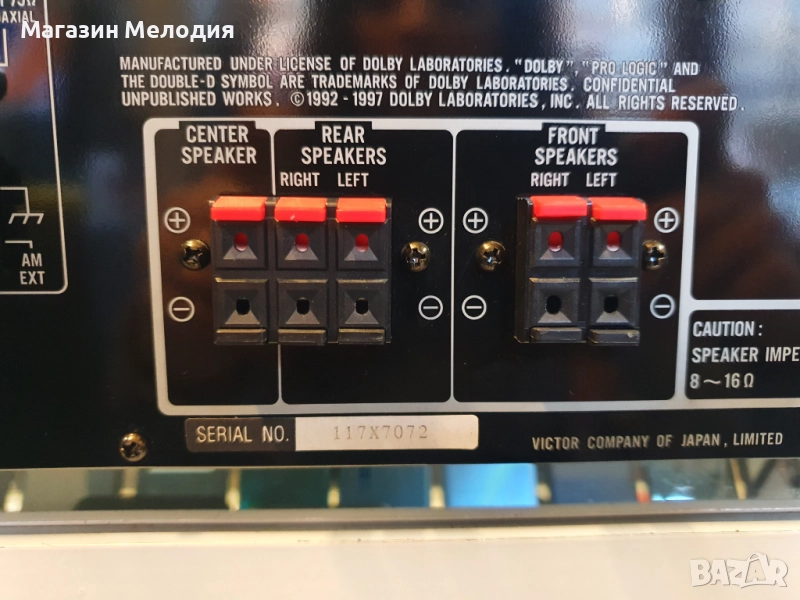 75Ω
COAXIAL
Магазин Мелодия
MANUFACTURED UNDER LICENSE OF DOLBY LABORATORIES. "DOLBY", "PRO LOGIC" AND
THE DOUBLE-D SYMBOL ARE TRADEMARKS OF DOLBY LABORATORIES. CONFIDENTIAL
UNPUBLISHED WORKS. ©1992-1997 DOLBY LABORATORIES, INC. ALL RIGHTS RESERVED.
CENTER
SPEAKER
REAR
SPEAKERS
RIGHT LEFT
FRONT
SPEAKERS
RIGHT LEFT
+ + + +
AM
EXT
- - - -
CAUTION :
SPEAKER IMPE
8~16Ω
SERIAL NO. 117X7072
VICTOR COMPANY OF JAPAN, LIMITED
BAZAR